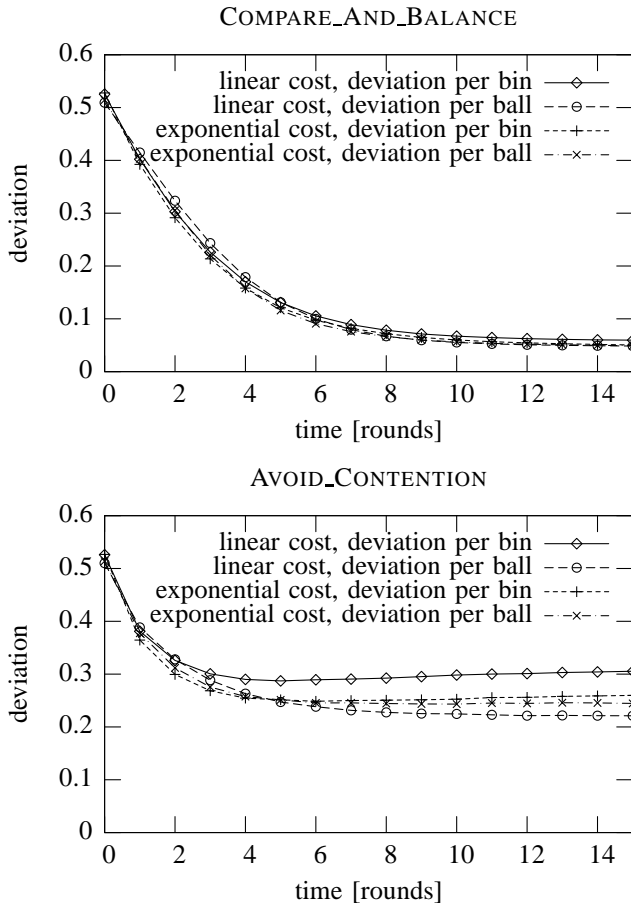 COMPARE_AND_BALANCE
0.6
linear cost, deviation per bin
0.5
linear cost, deviation per ball
exponential cost, deviation per bin
0.4
exponential cost, deviation per ball
deviation
0.3
0.2
0.1
0
0 2 4 6 8 10 12 14
time [rounds]
AVOID_CONTENTION
0.6
linear cost, deviation per bin
0.5
linear cost, deviation per ball
exponential cost, deviation per bin
0.4
exponential cost, deviation per ball
deviation
0.3
0.2
0.1
0
0 2 4 6 8 10 12 14
time [rounds]